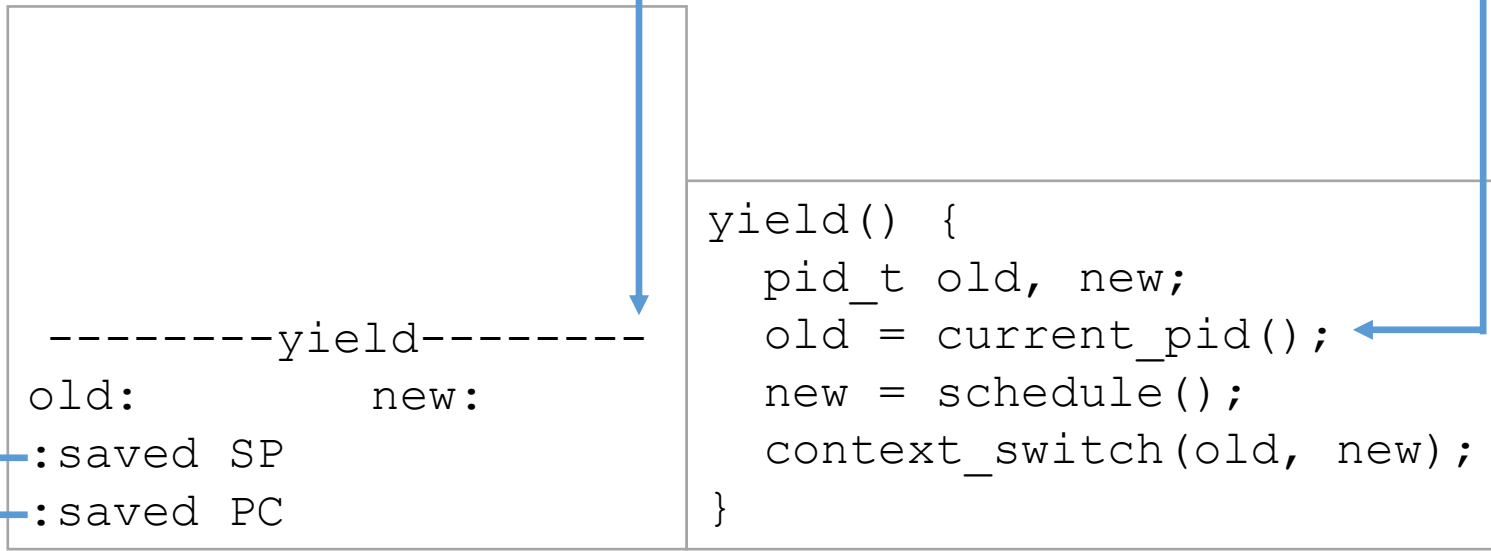 --------yield--------
old: new:
:saved SP
:saved PC
yield() {
pid_t old, new;
old = current_pid();
new = schedule();
context_switch(old, new);
}